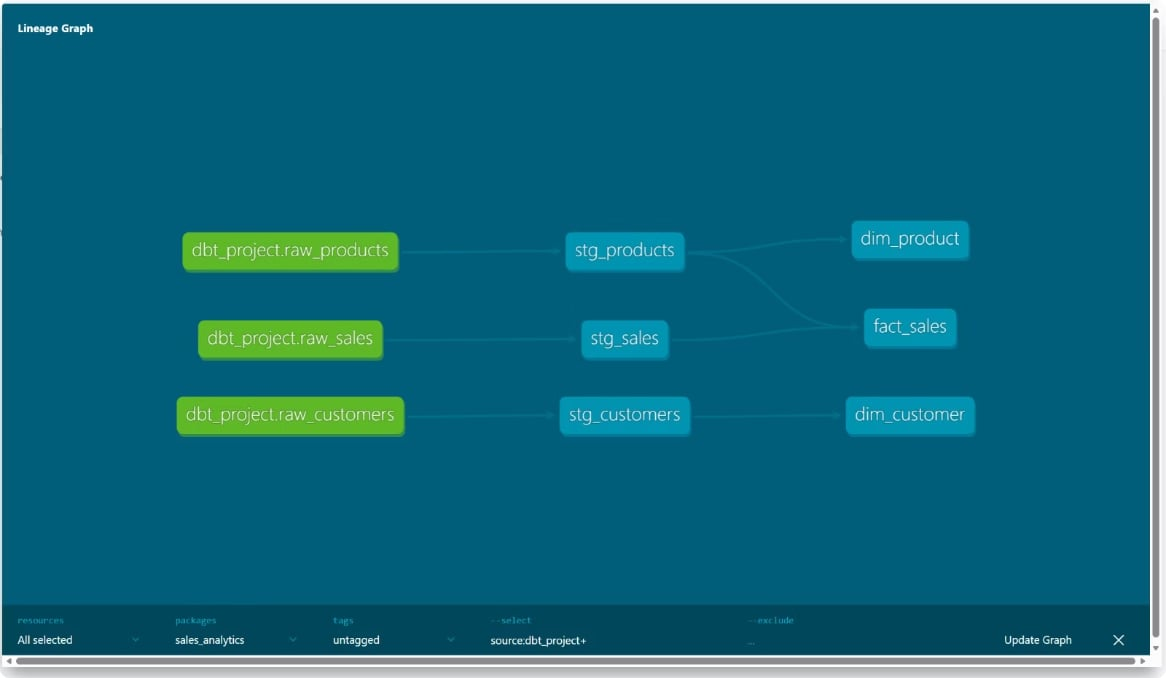 Lineage Graph
dbt_project.raw_products
stg_products
dim_product
dbt_project.raw_sales
stg_sales
fact_sales
dbt_project.raw_customers
stg_customers
dim_customer
resources
packages
tags
--select
--exclude
All selected
sales_analytics
untagged
source:dbt_project+
...
Update Graph